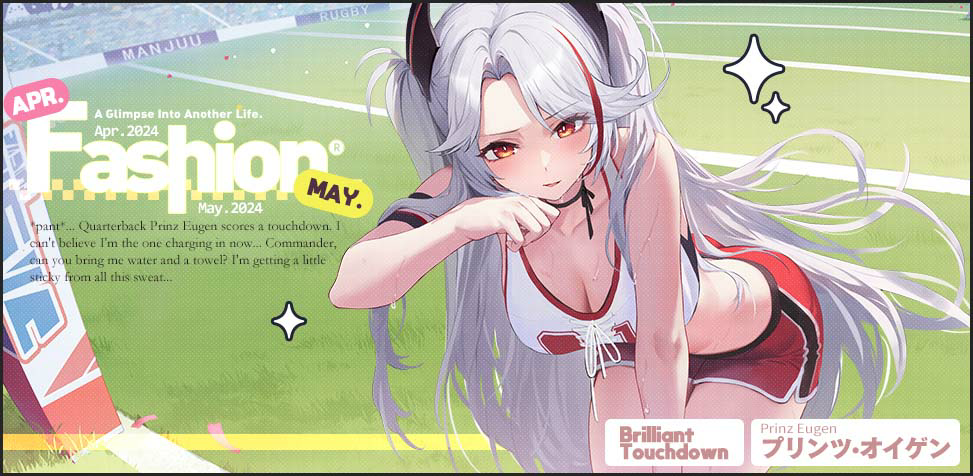 MANJUU
RUGBY
APR.
A Glimpse Into Another Life.
Apr.2024
Fashion®
MAY.
May.2024
*pant*... Quarterback Prinz Eugen scores a touchdown. I
can't believe I'm the one charging in now... Commander,
can you bring me water and a towel? I'm getting a little
sticky from all this sweat...
Brilliant
Touchdown
Prinz Eugen
プリンツ・オイゲン